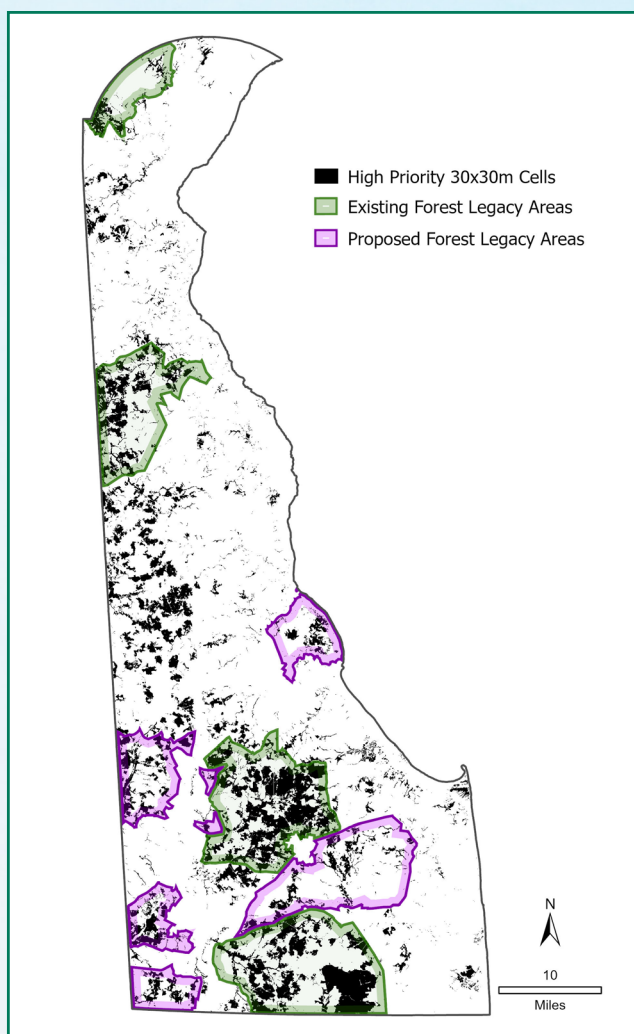 High Priority 30x30m Cells
Existing Forest Legacy Areas
Proposed Forest Legacy Areas
N
10
Miles